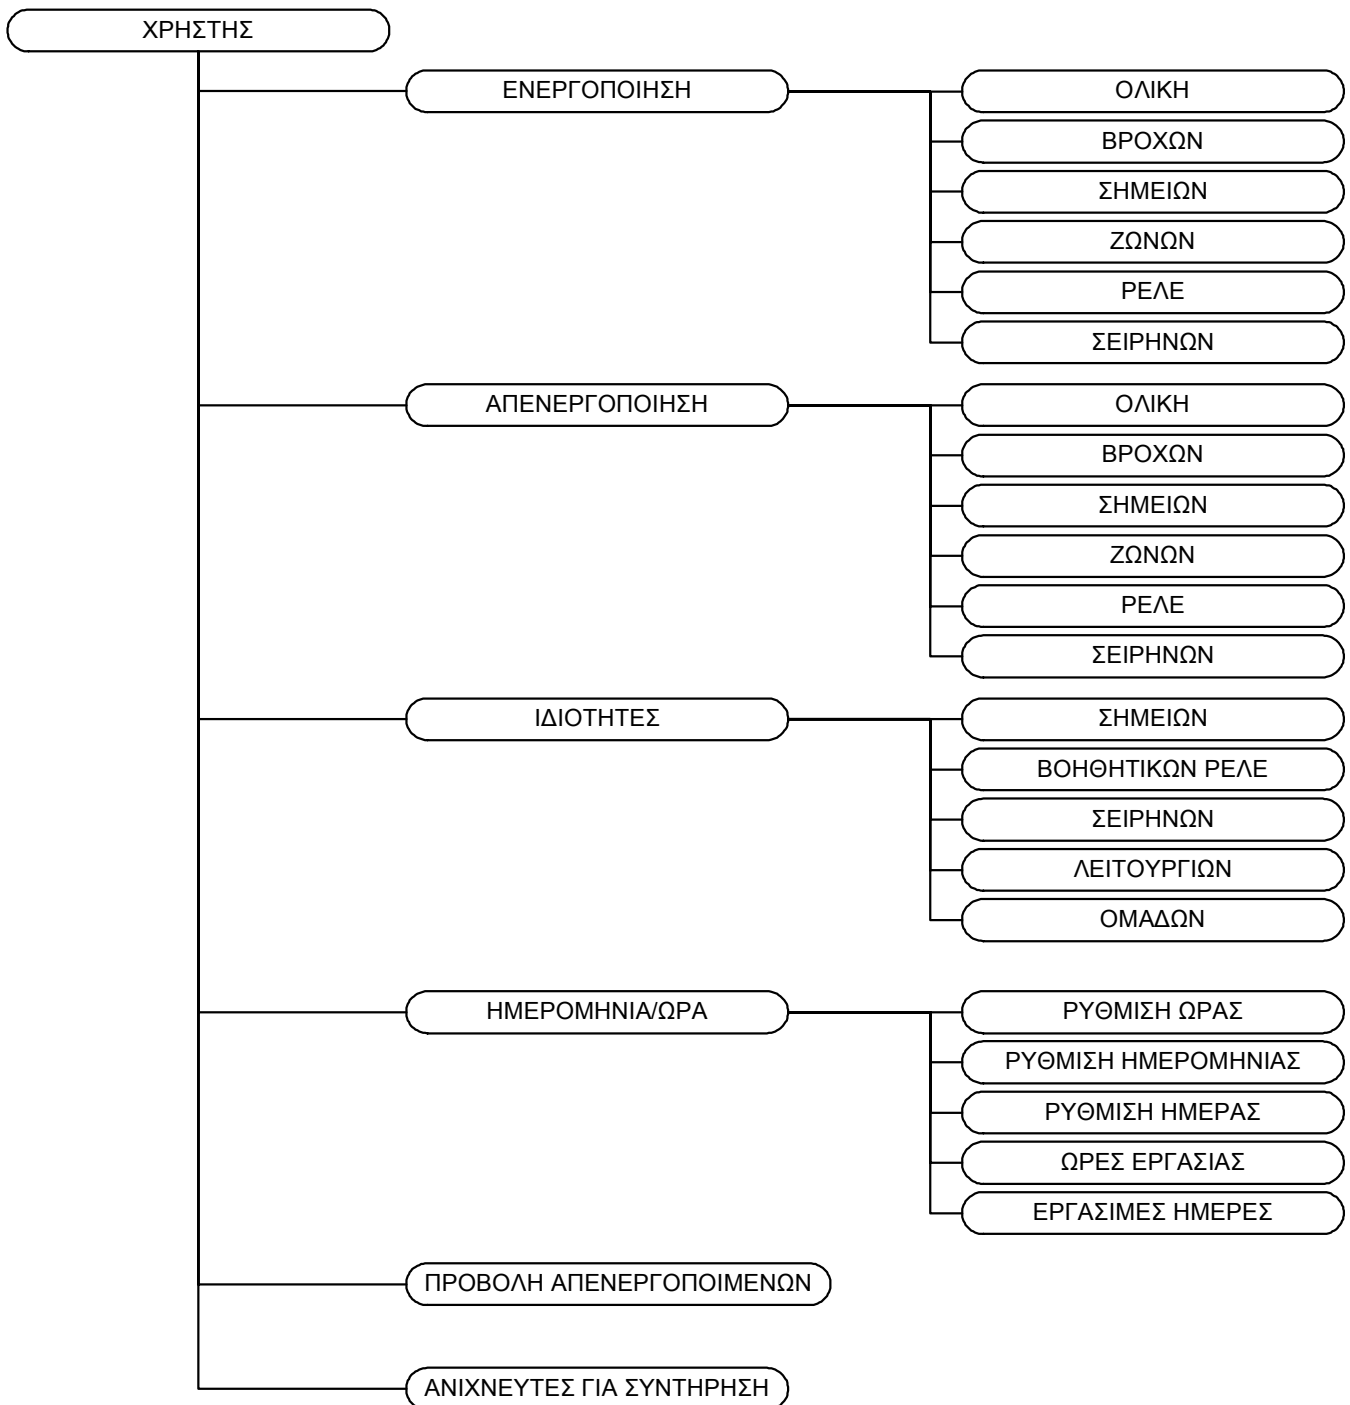 ΧΡΗΣΤΗΣ
ΕΝΕΡΓΟΠΟΙΗΣΗ
ΟΛΙΚΗ
ΒΡΟΧΩΝ
ΣΗΜΕΙΩΝ
ΖΩΝΩΝ
ΡΕΛΕ
ΣΕΙΡΗΝΩΝ
ΑΠΕΝΕΡΓΟΠΟΙΗΣΗ
ΟΛΙΚΗ
ΒΡΟΧΩΝ
ΣΗΜΕΙΩΝ
ΖΩΝΩΝ
ΡΕΛΕ
ΣΕΙΡΗΝΩΝ
ΙΔΙΟΤΗΤΕΣ
ΣΗΜΕΙΩΝ
ΒΟΗΘΗΤΙΚΩΝ ΡΕΛΕ
ΣΕΙΡΗΝΩΝ
ΛΕΙΤΟΥΡΓΙΩΝ
ΟΜΑΔΩΝ
ΗΜΕΡΟΜΗΝΙΑ/ΩΡΑ
ΡΥΘΜΙΣΗ ΩΡΑΣ
ΡΥΘΜΙΣΗ ΗΜΕΡΟΜΗΝΙΑΣ
ΡΥΘΜΙΣΗ ΗΜΕΡΑΣ
ΩΡΕΣ ΕΡΓΑΣΙΑΣ
ΕΡΓΑΣΙΜΕΣ ΗΜΕΡΕΣ
ΠΡΟΒΟΛΗ ΑΠΕΝΕΡΓΟΠΟΙΜΕΝΩΝ
ΑΝΙΧΝΕΥΤΕΣ ΓΙΑ ΣΥΝΤΗΡΗΣΗ